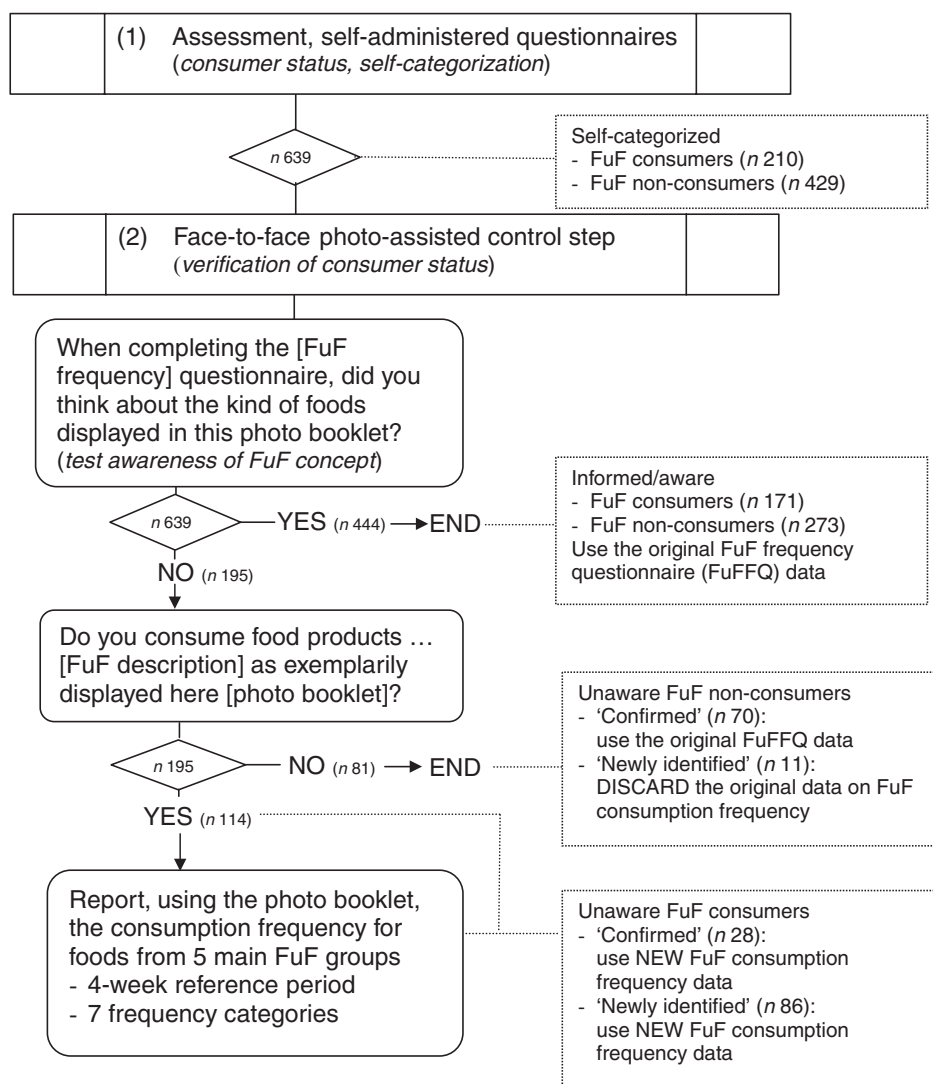 (1) Assessment, self-administered questionnaires
(consumer status, self-categorization)
n 639
Self-categorized
- FuF consumers (n 210)
- FuF non-consumers (n 429)
(2) Face-to-face photo-assisted control step
(verification of consumer status)
When completing the [FuF
frequency] questionnaire, did you
think about the kind of foods
displayed in this photo booklet?
(test awareness of FuF concept)
n 639
YES (n 444)
END
Informed/aware
- FuF consumers (n 171)
- FuF non-consumers (n 273)
Use the original FuF frequency
questionnaire (FuFFQ) data
NO (n 195)
Do you consume food products …
[FuF description] as exemplarily
displayed here [photo booklet]?
n 195
NO (n 81)
END
Unaware FuF non-consumers
- ‘Confirmed’ (n 70):
use the original FuFFQ data
- ‘Newly identified’ (n 11):
DISCARD the original data on FuF
consumption frequency
YES (n 114)
Report, using the photo booklet,
the consumption frequency for
foods from 5 main FuF groups
- 4-week reference period
- 7 frequency categories
Unaware FuF consumers
- ‘Confirmed’ (n 28):
use NEW FuF consumption
frequency data
- ‘Newly identified’ (n 86):
use NEW FuF consumption
frequency data